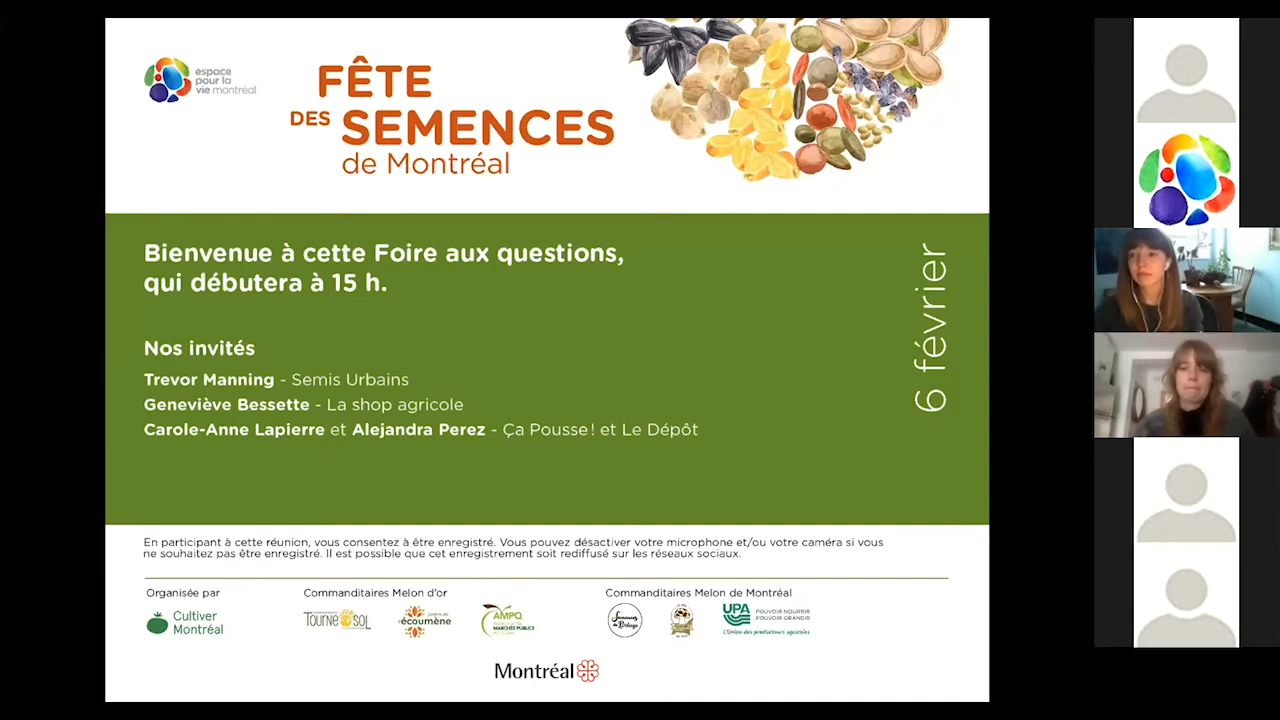 espace
pour la
vie montréal
FÊTE
DES SEMENCES
de Montréal
Bienvenue à cette Foire aux questions,
qui débutera à 15 h.
6 février
Nos invités
Trevor Manning - Semis Urbains
Geneviève Bessette - La shop agricole
Carole-Anne Lapierre et Alejandra Perez - Ça Pousse! et Le Dépôt
En participant à cette réunion, vous consentez à être enregistré. Vous pouvez désactiver votre microphone et/ou votre caméra si vous
ne souhaitez pas être enregistré. Il est possible que cet enregistrement soit rediffusé sur les réseaux sociaux.
Organisée par
Commanditaires Melon d'or
Commanditaires Melon de Montréal
Cultiver
Montréal
Tourne Sol
jardins de
l'écoumène
AMPQ
MARCHÉS PUBLICS
UPA
POUVOIR NOURRIR
POUVOIR GRANDIR
L'Union des producteurs agricoles
Montréal